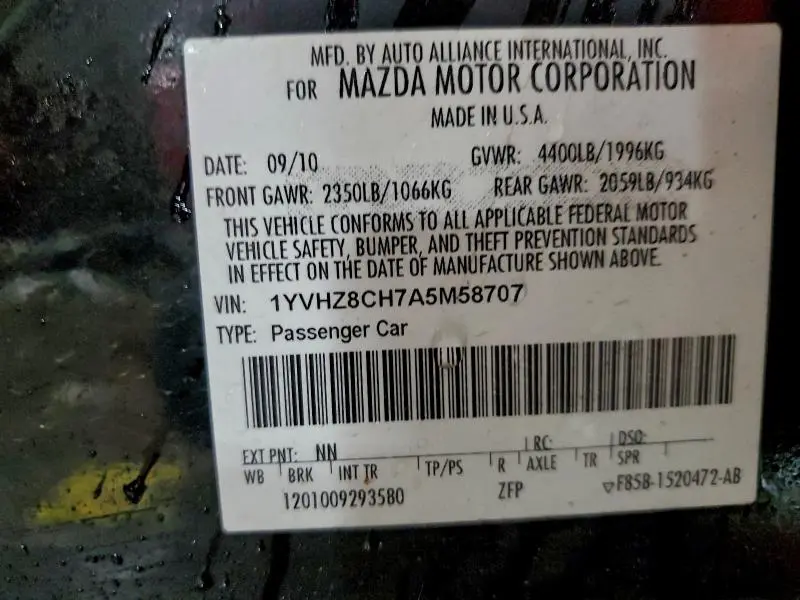 MFD. BY AUTO ALLIANCE INTERNATIONAL, INC.
FOR MAZDA MOTOR CORPORATION
MADE IN U.S.A.
DATE: 09/10 GVWR: 4400LB/1996KG
FRONT GAWR: 2350LB/1066KG REAR GAWR: 2059LB/934KG
THIS VEHICLE CONFORMS TO ALL APPLICABLE FEDERAL MOTOR
VEHICLE SAFETY, BUMPER, AND THEFT PREVENTION STANDARDS
IN EFFECT ON THE DATE OF MANUFACTURE SHOWN ABOVE.
VIN: 1YVHZ8CH7A5M58707
TYPE: Passenger Car
EXT PNT: NN RC: DSO:
WB BRK INT TR TP/PS R AXLE TR SPR
1201009293580 ZFP ▽F85B-1520472-AB